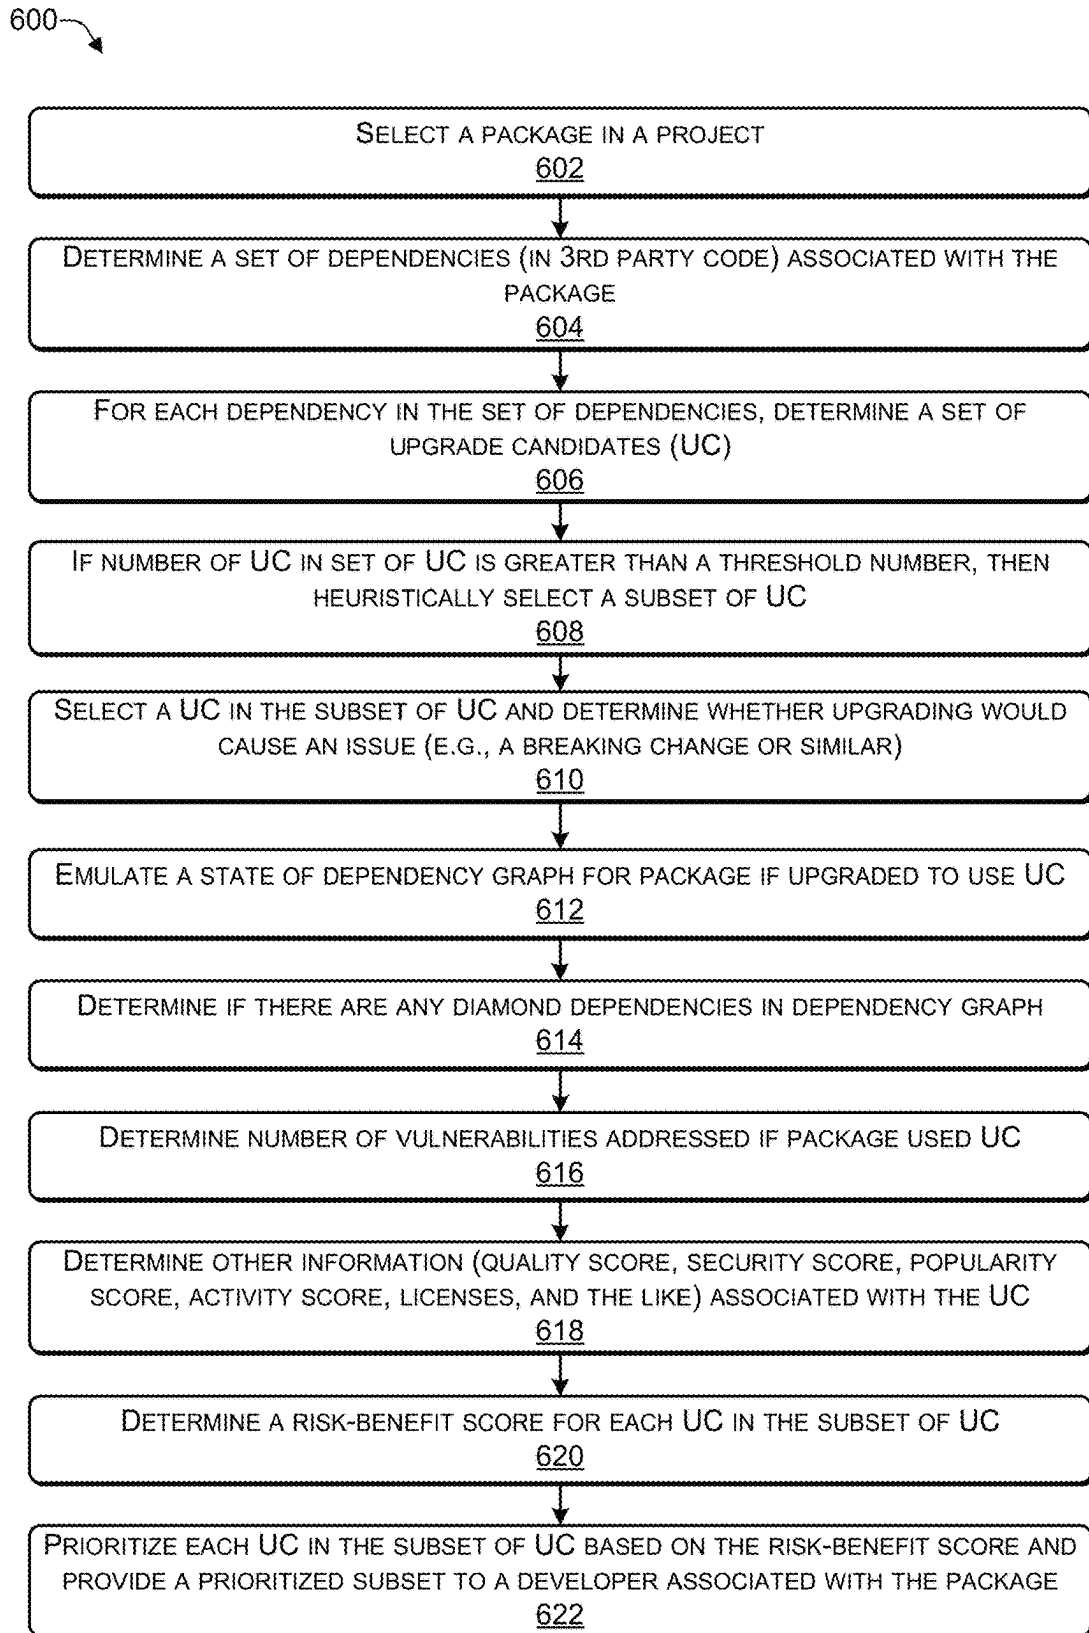 600
SELECT A PACKAGE IN A PROJECT
602
DETERMINE A SET OF DEPENDENCIES (IN 3RD PARTY CODE) ASSOCIATED WITH THE
PACKAGE
604
FOR EACH DEPENDENCY IN THE SET OF DEPENDENCIES, DETERMINE A SET OF
UPGRADE CANDIDATES (UC)
606
IF NUMBER OF UC IN SET OF UC IS GREATER THAN A THRESHOLD NUMBER, THEN
HEURISTICALLY SELECT A SUBSET OF UC
608
SELECT A UC IN THE SUBSET OF UC AND DETERMINE WHETHER UPGRADING WOULD
CAUSE AN ISSUE (E.G., A BREAKING CHANGE OR SIMILAR)
610
EMULATE A STATE OF DEPENDENCY GRAPH FOR PACKAGE IF UPGRADED TO USE UC
612
DETERMINE IF THERE ARE ANY DIAMOND DEPENDENCIES IN DEPENDENCY GRAPH
614
DETERMINE NUMBER OF VULNERABILITIES ADDRESSED IF PACKAGE USED UC
616
DETERMINE OTHER INFORMATION (QUALITY SCORE, SECURITY SCORE, POPULARITY
SCORE, ACTIVITY SCORE, LICENSES, AND THE LIKE) ASSOCIATED WITH THE UC
618
DETERMINE A RISK-BENEFIT SCORE FOR EACH UC IN THE SUBSET OF UC
620
PRIORITIZE EACH UC IN THE SUBSET OF UC BASED ON THE RISK-BENEFIT SCORE AND
PROVIDE A PRIORITIZED SUBSET TO A DEVELOPER ASSOCIATED WITH THE PACKAGE
622